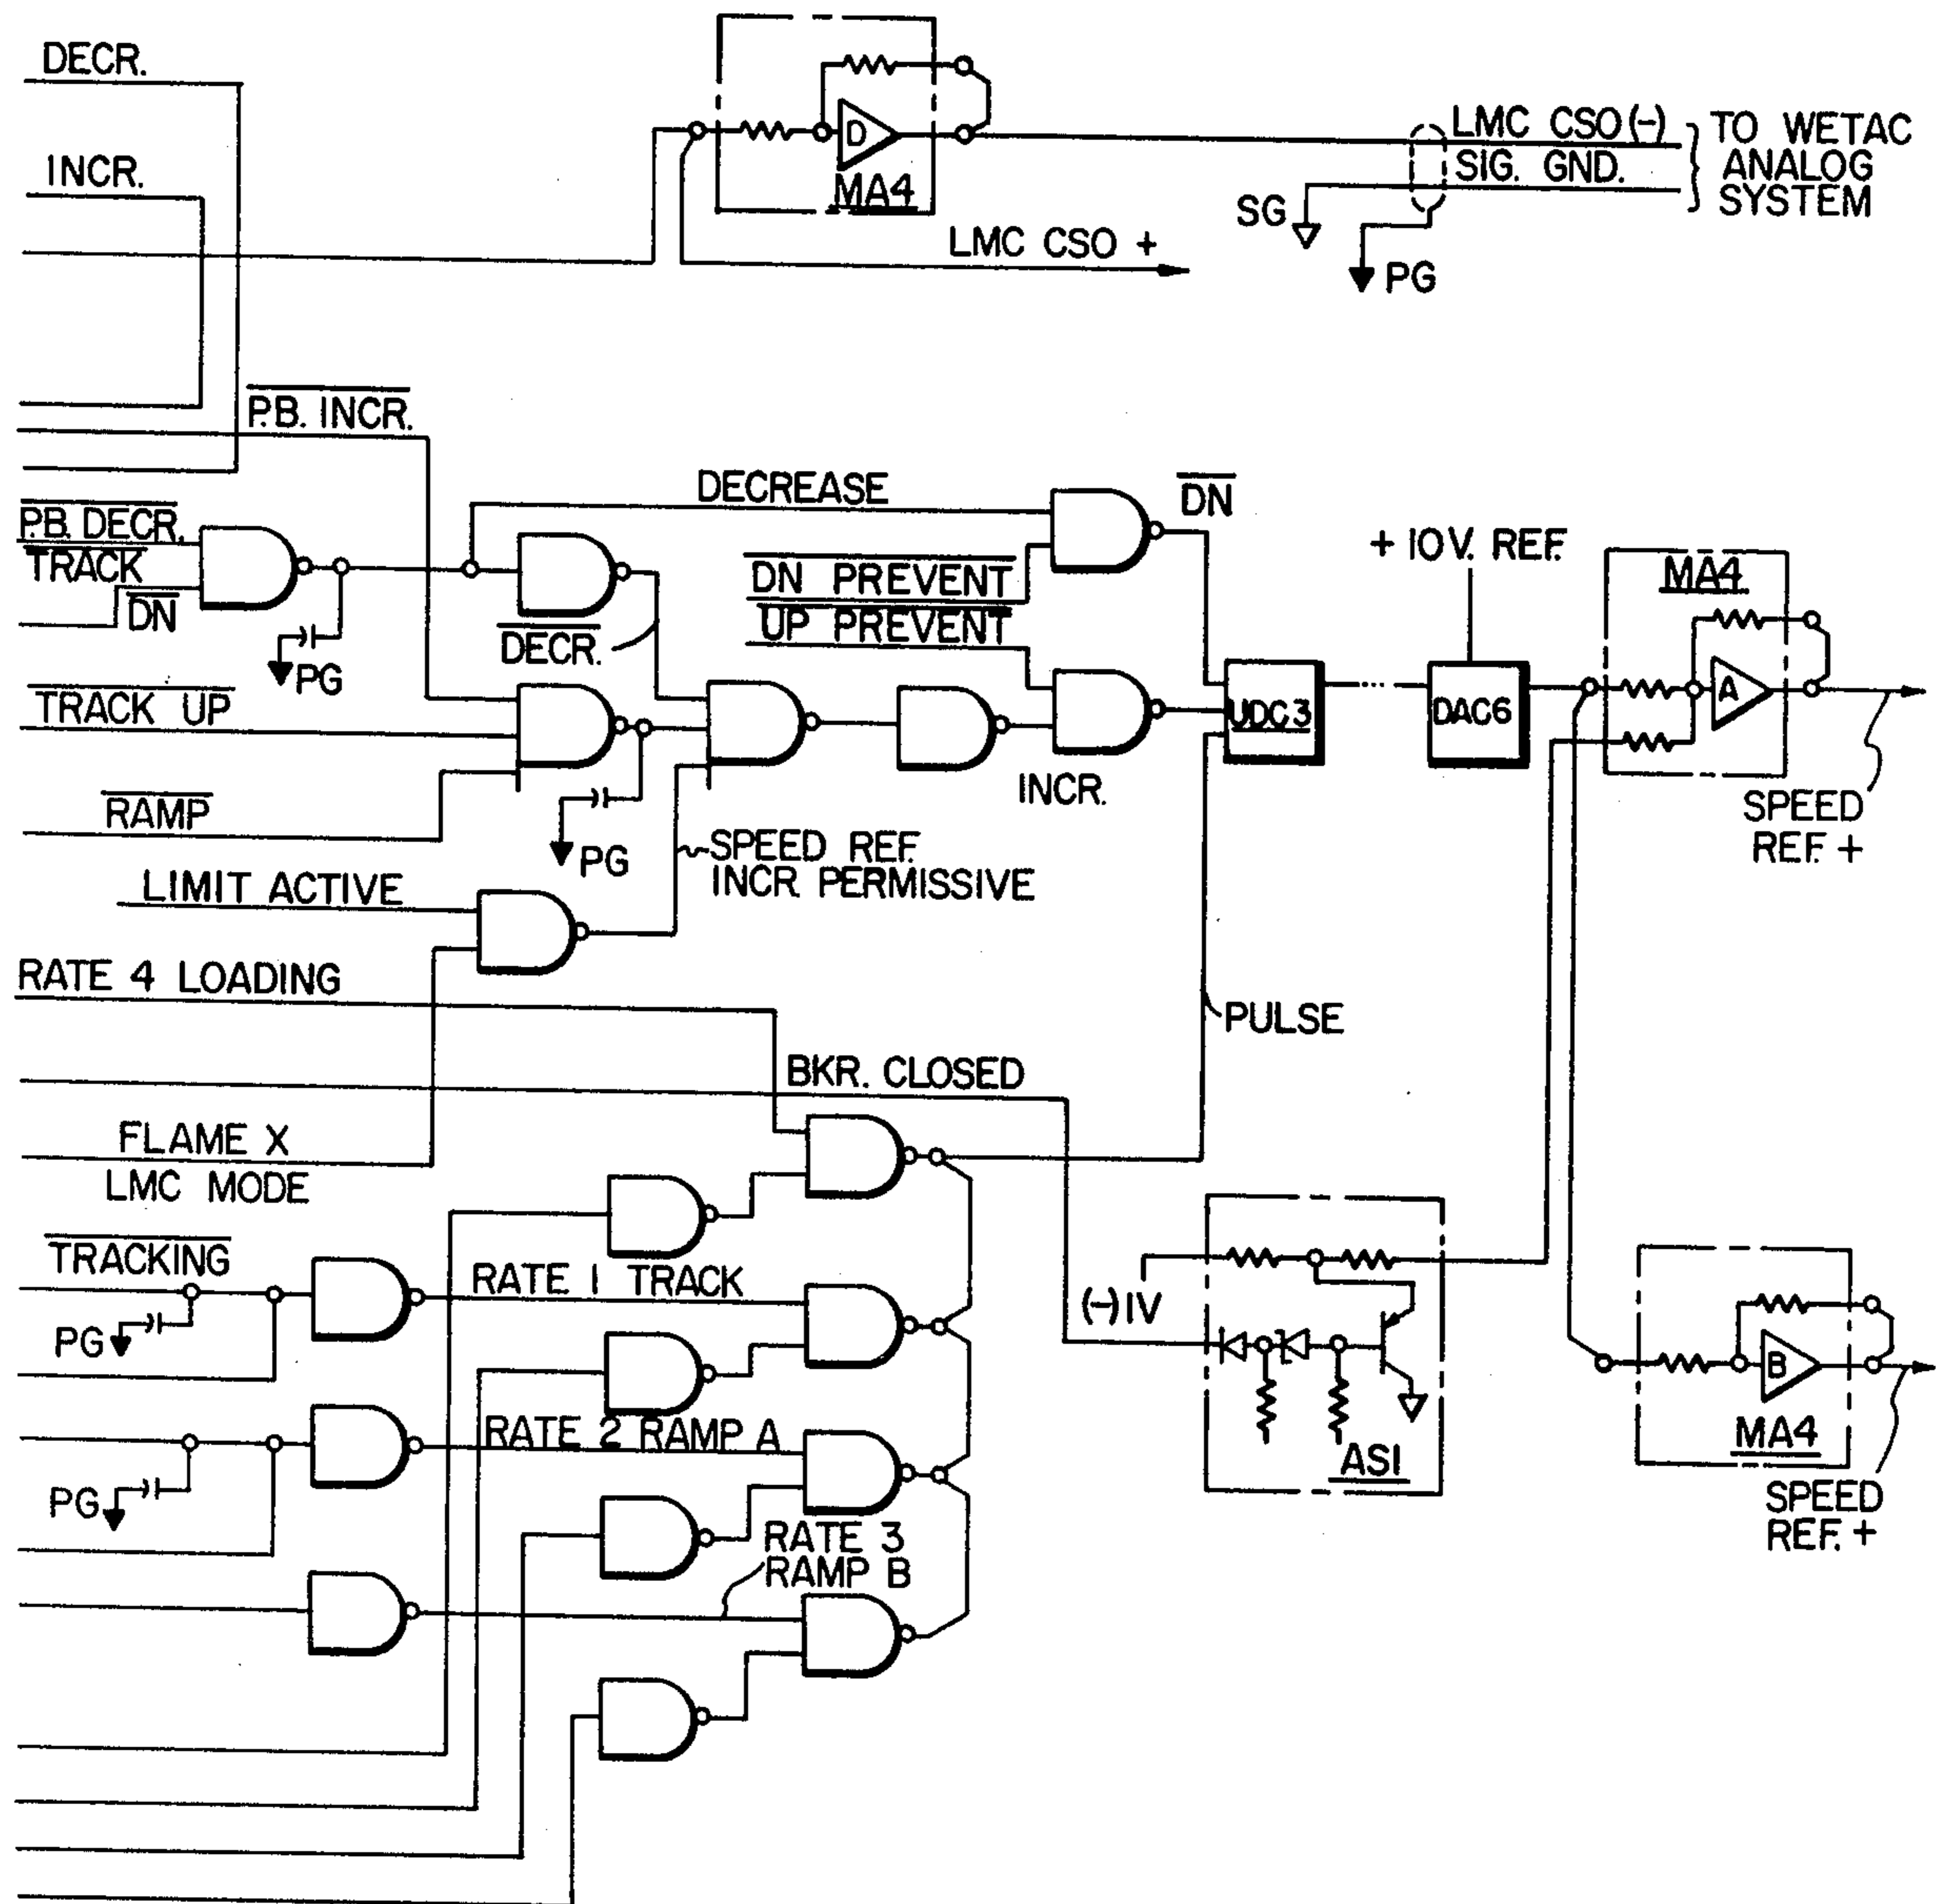 DECR.
INCR.
D
MA4
LMC CSO (-)
SIG. GND.
TO WETAC
ANALOG
SYSTEM
SG
PG
LMC CSO +
P.B. INCR.
P.B. DECR.
TRACK
DN
PG
DECREASE
DN
DECR.
DN PREVENT
UP PREVENT
+ 10V. REF.
MA4
A
UDC3
DAC6
SPEED
REF. +
TRACK UP
RAMP
PG
INCR.
SPEED REF.
INCR. PERMISSIVE
LIMIT ACTIVE
RATE 4 LOADING
PULSE
BKR. CLOSED
FLAME X
LMC MODE
TRACKING
PG
RATE 1 TRACK
(-) 1V
AS1
B
MA4
SPEED
REF. +
RATE 2 RAMP A
PG
RATE 3
RAMP B